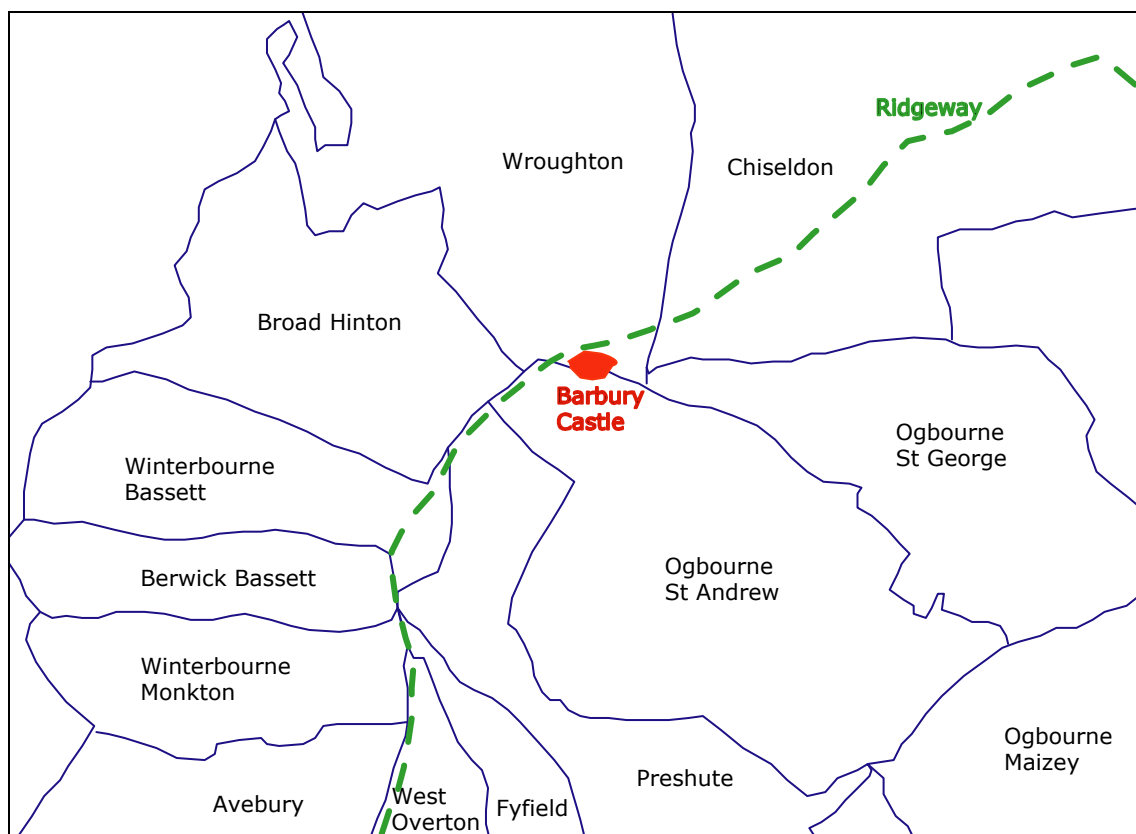 Ridgeway
Wroughton
Chiseldon
Broad Hinton
Barbury
Castle
Ogbourne
St George
Winterbourne
Bassett
Berwick Bassett
Ogbourne
St Andrew
Winterbourne
Monkton
Ogbourne
Maizey
Preshute
Avebury
West
Overton
Fyfield